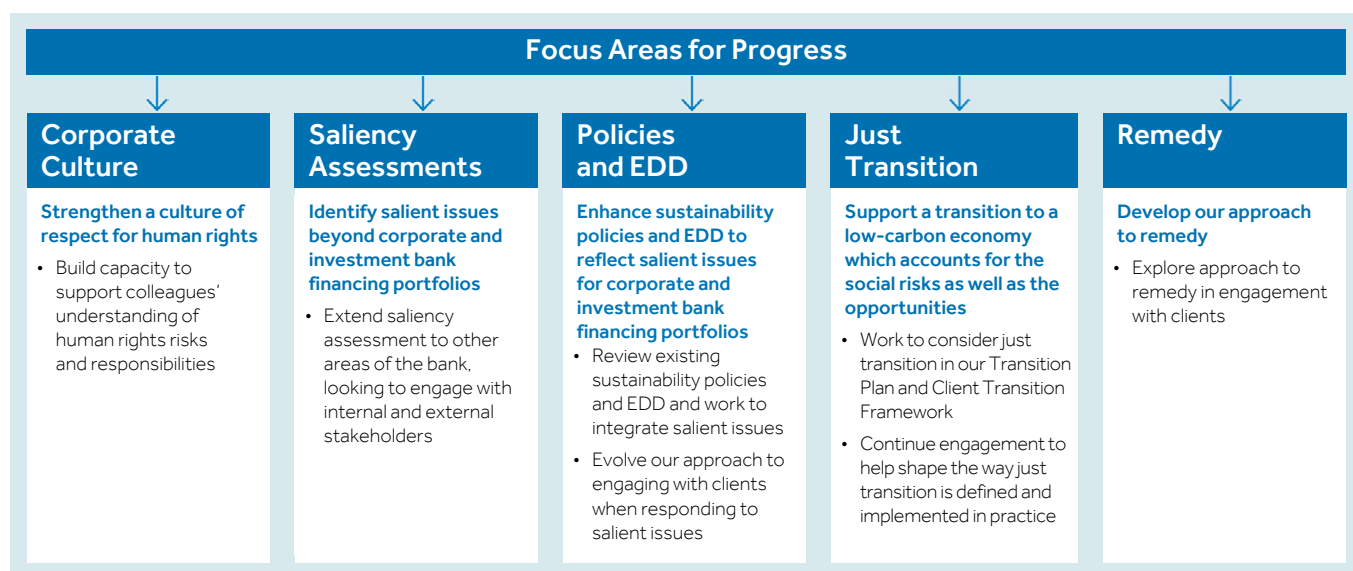 Focus Areas for Progress
Corporate
Culture
Strengthen a culture of
respect for human rights
• Build capacity to
support colleagues'
understanding of
human rights risks
and responsibilities
Saliency
Assessments
Identify salient issues
beyond corporate and
investment bank
financing portfolios
• Extend saliency
assessment to other
areas of the bank,
looking to engage with
internal and external
stakeholders
Policies
and EDD
Enhance sustainability
policies and EDD to
reflect salient issues
for corporate and
investment bank
financing portfolios
• Review existing
sustainability policies
and EDD and work to
integrate salient issues
• Evolve our approach to
engaging with clients
when responding to
salient issues
Just
Transition
Support a transition to a
low-carbon economy
which accounts for the
social risks as well as the
opportunities
• Work to consider just
transition in our Transition
Plan and Client Transition
Framework
• Continue engagement to
help shape the way just
transition is defined and
implemented in practice
Remedy
Develop our approach
to remedy
• Explore approach to
remedy in engagement
with clients